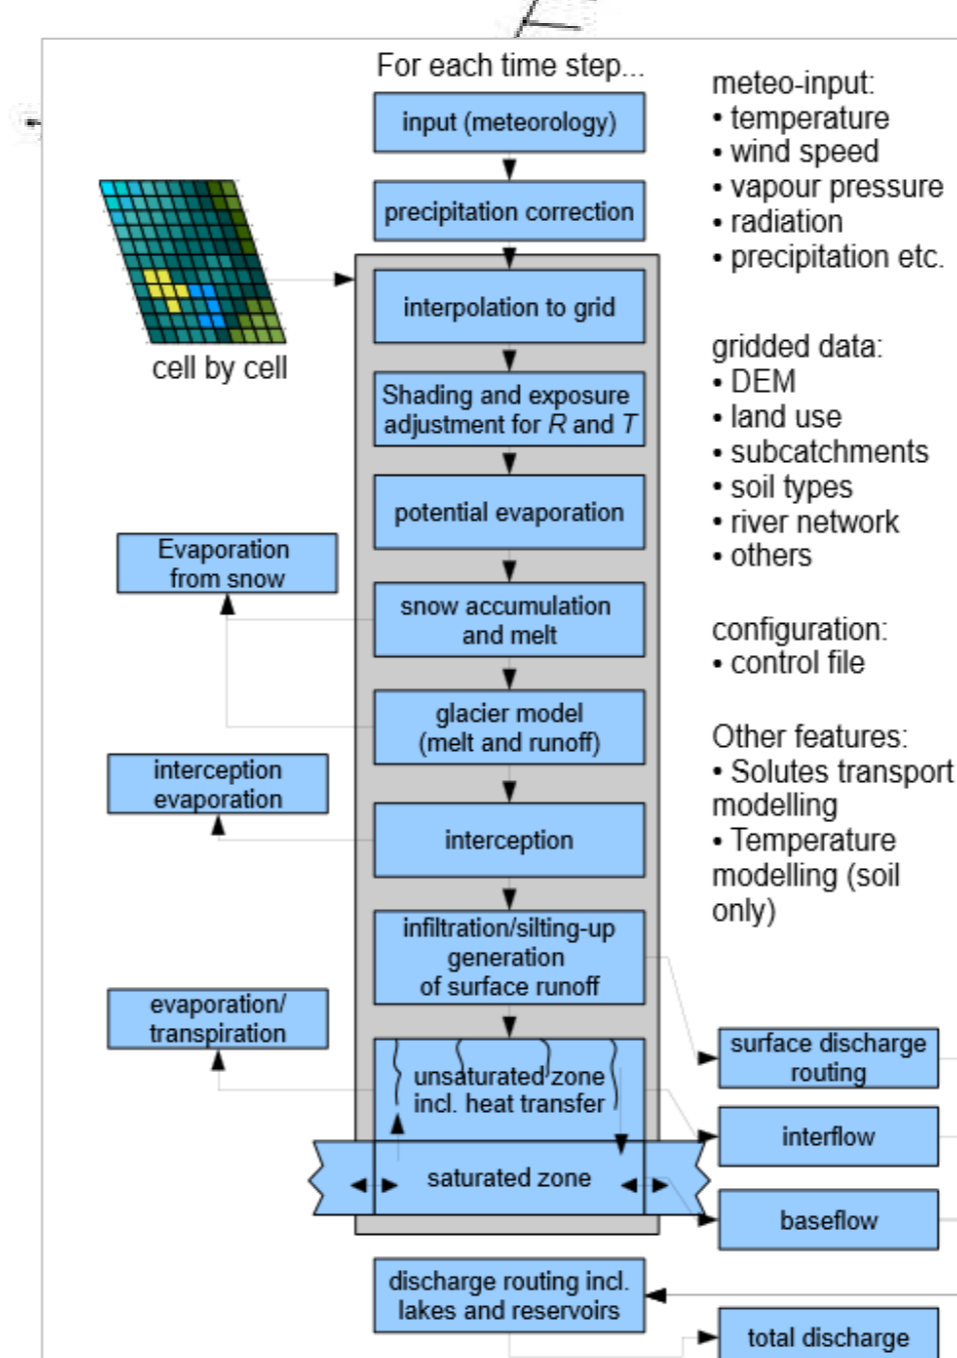 For each time step...
input (meteorology)
precipitation correction
interpolation to grid
cell by cell
Shading and exposure
adjustment for R and T
potential evaporation
Evaporation
from snow
snow accumulation
and melt
glacier model
(melt and runoff)
interception
evaporation
interception
infiltration/silting-up
generation
of surface runoff
evaporation/
transpiration
unsaturated zone
incl. heat transfer
saturated zone
surface discharge
routing
interflow
baseflow
discharge routing incl.
lakes and reservoirs
total discharge
meteo-input:
• temperature
• wind speed
• vapour pressure
• radiation
• precipitation etc.
gridded data:
• DEM
• land use
• subcatchments
• soil types
• river network
• others
configuration:
• control file
Other features:
• Solutes transport
modelling
• Temperature
modelling (soil
only)